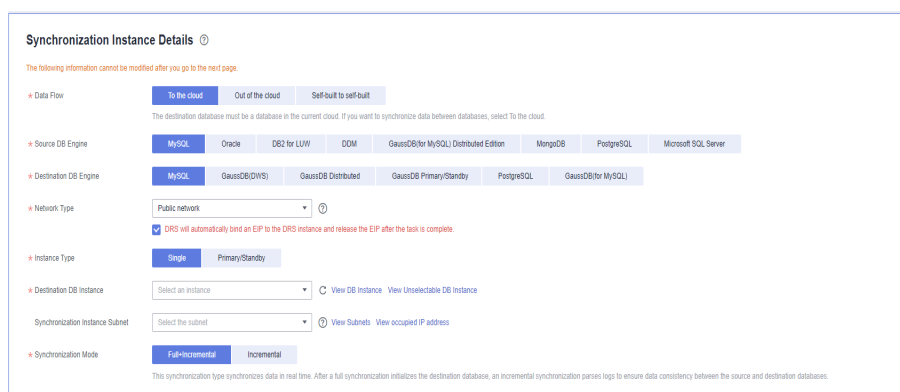 Synchronization Instance Details ?
The following information cannot be modified after you go to the next page.
* Data Flow To the cloud Out of the cloud Self-built to self-built
The destination database must be a database in the current cloud. If you want to synchronize data between databases, select To the cloud.
* Source DB Engine MySQL Oracle DB2 for LUW DDM GaussDB(for MySQL) Distributed Edition MongoDB PostgreSQL Microsoft SQL Server
* Destination DB Engine MySQL GaussDB(DWS) GaussDB Distributed GaussDB Primary/Standby PostgreSQL GaussDB(for MySQL)
* Network Type Public network ?
DRS will automatically bind an EIP to the DRS instance and release the EIP after the task is complete.
* Instance Type Single Primary/Standby
* Destination DB Instance Select an instance View DB Instance View Unselectable DB Instance
Synchronization Instance Subnet Select the subnet ? View Subnets View occupied IP address
* Synchronization Mode Full+Incremental Incremental
This synchronization type synchronizes data in real time. After a full synchronization initializes the destination database, an incremental synchronization parses logs to ensure data consistency between the source and destination databases.